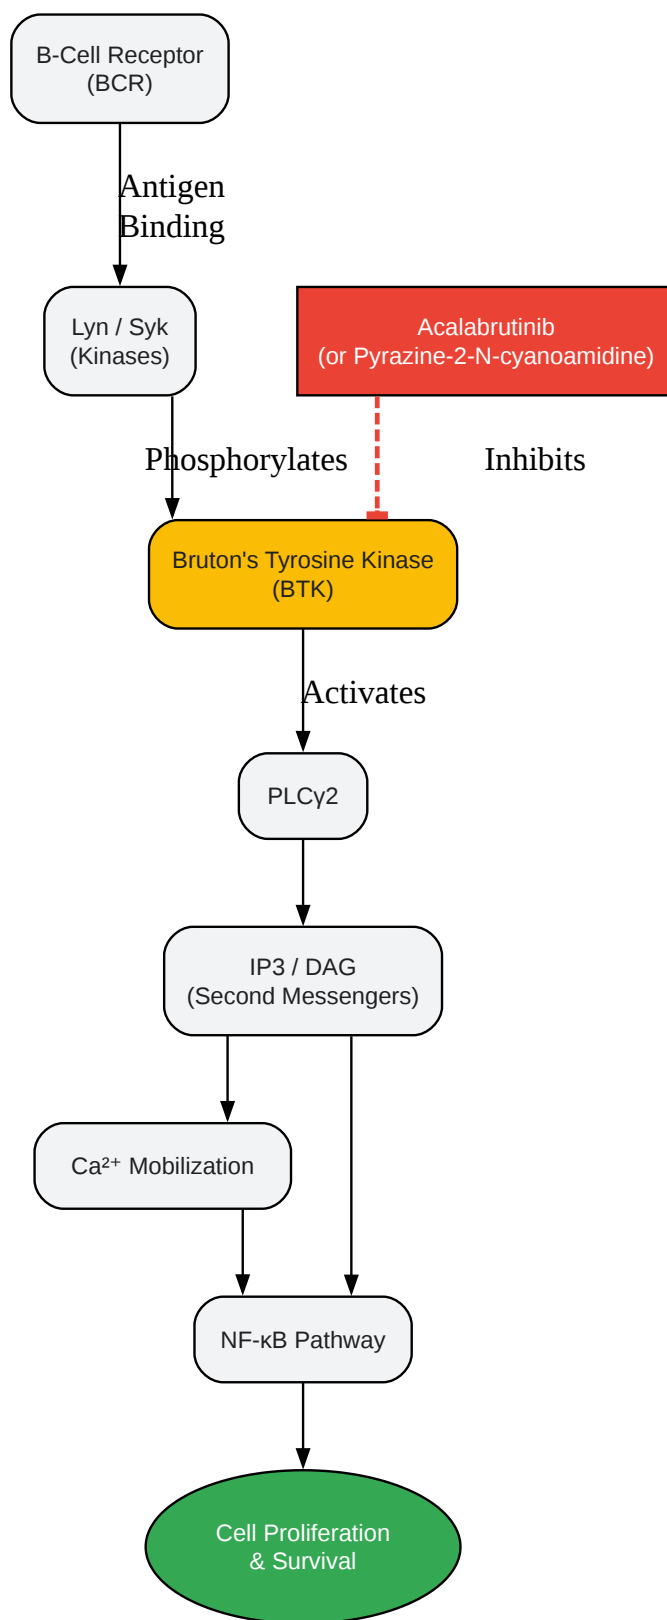 B-Cell Receptor
(BCR)
Antigen
Binding
Lyn / Syk
(Kinases)
Acalabrutinib
(or Pyrazine-2-N-cyanoamidine)
Phosphorylates
Inhibits
Bruton's Tyrosine Kinase
(BTK)
Activates
PLCγ2
IP3 / DAG
(Second Messengers)
Ca²⁺ Mobilization
NF-κB Pathway
Cell Proliferation
& Survival